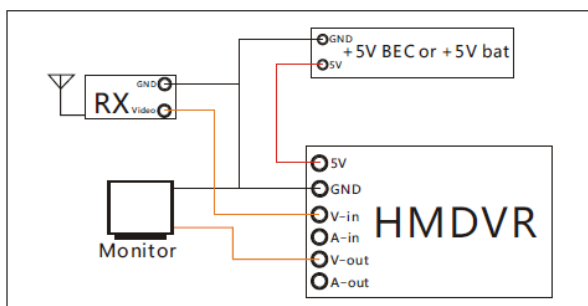 GND
+5V BEC or +5V bat
5V
GND
RX
Video
5V
GND
V-in
HMDVR
A-in
V-out
A-out
Monitor